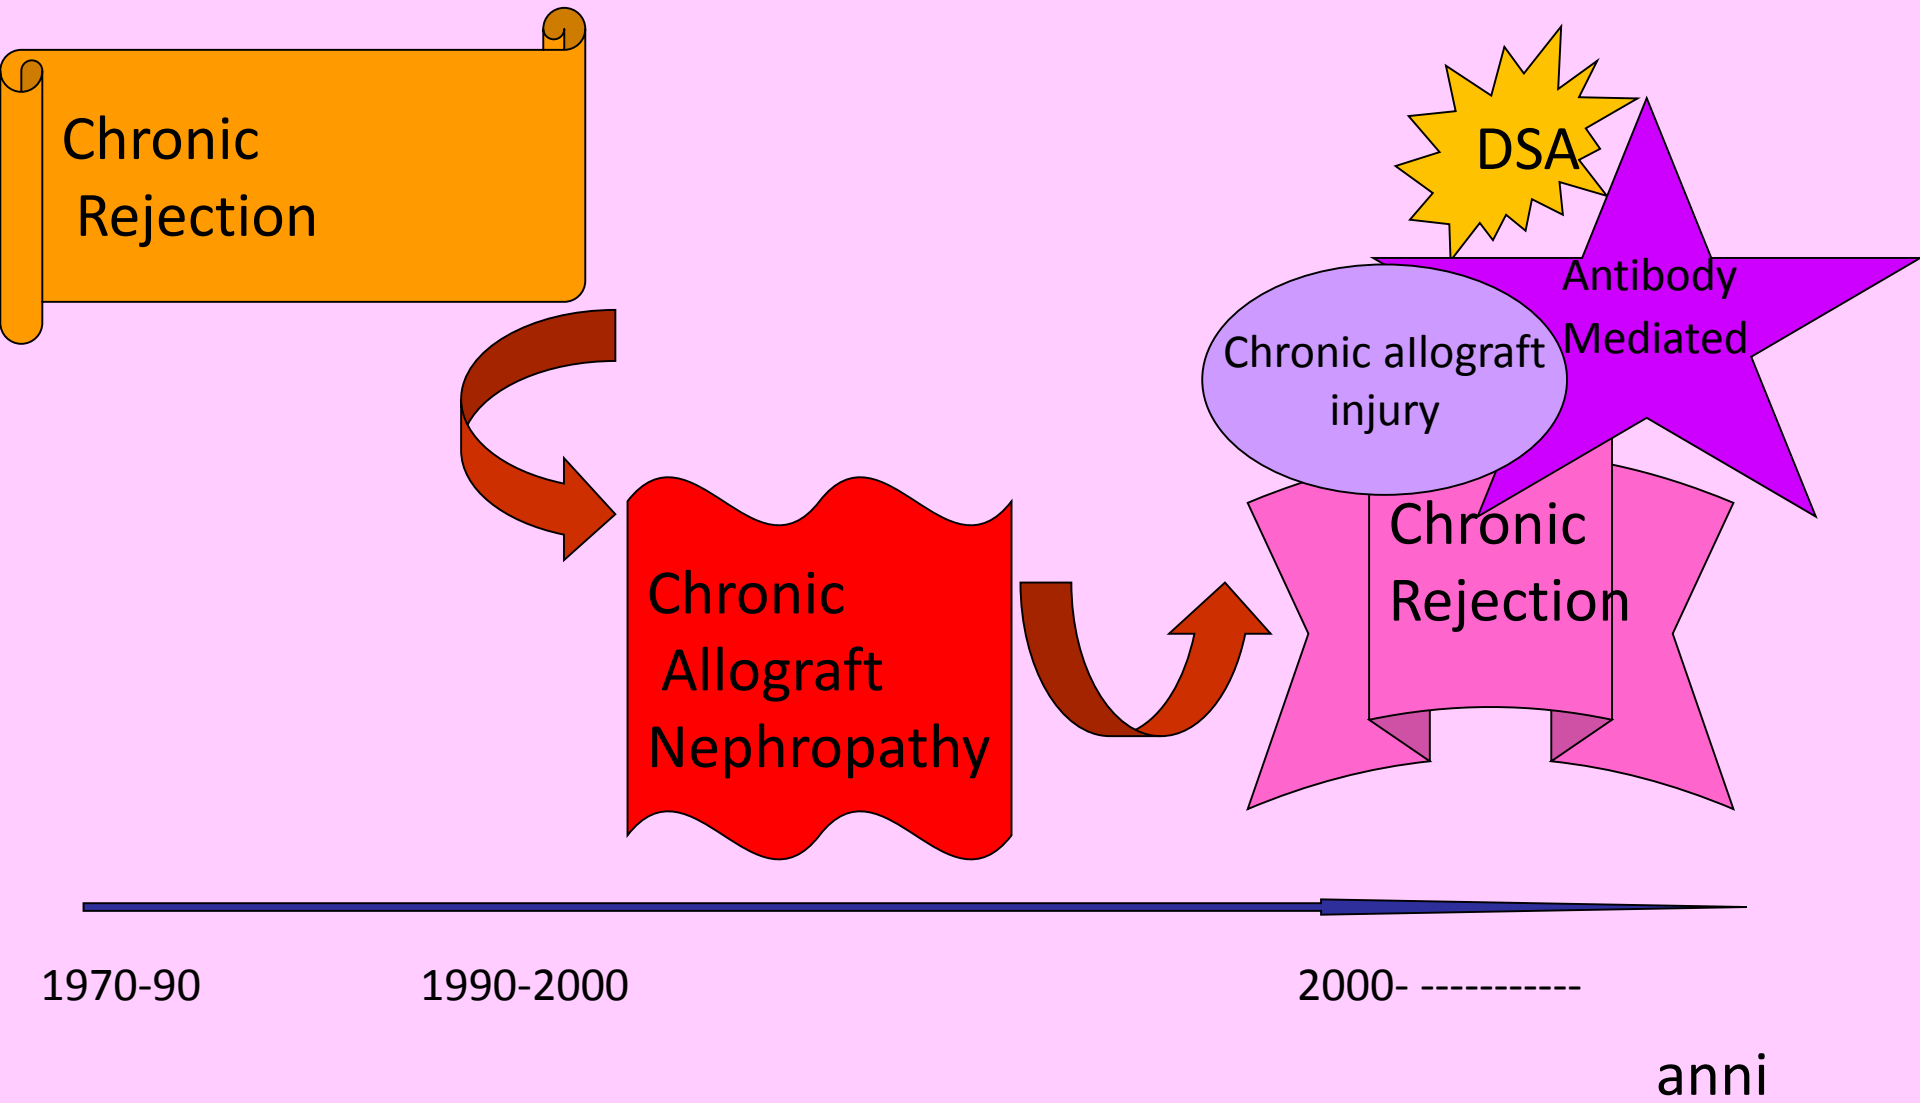 Chronic
Rejection
DSA
Antibody
Mediated
Chronic allograft
injury
Chronic
Rejection
Chronic
Allograft
Nephropathy
1970-90
1990-2000
2000- -----------
anni